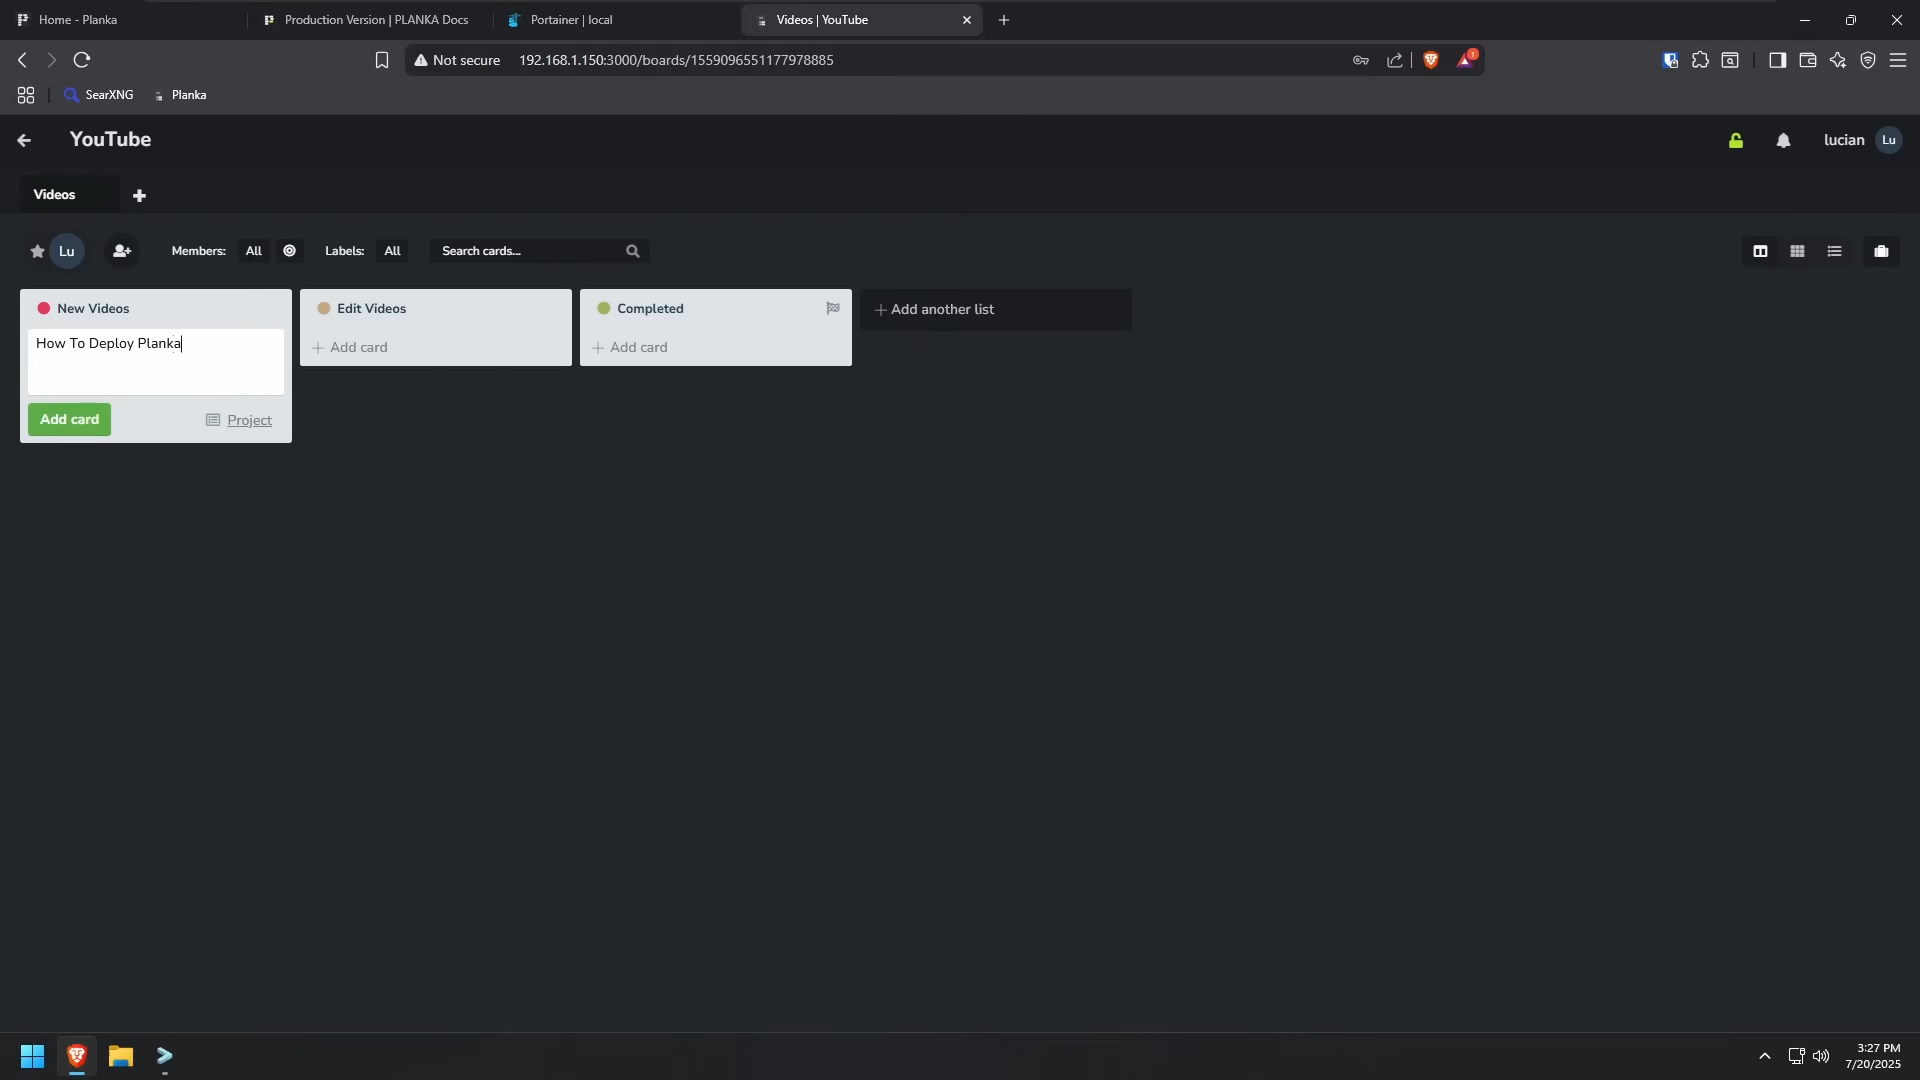 Home - Planka
Production Version | PLANKA Docs
Portainer | local
Videos | YouTube
Not secure
192.168.1.150:3000/boards/1559096551177978885
1
SearXNG
Planka
YouTube
lucian
Lu
Videos
Lu
Members:
All
Labels:
All
Search cards...
New Videos
How To Deploy Planka
Add card
Project
Edit Videos
Add card
Completed
Add card
Add another list
3:27 PM
7/20/2025